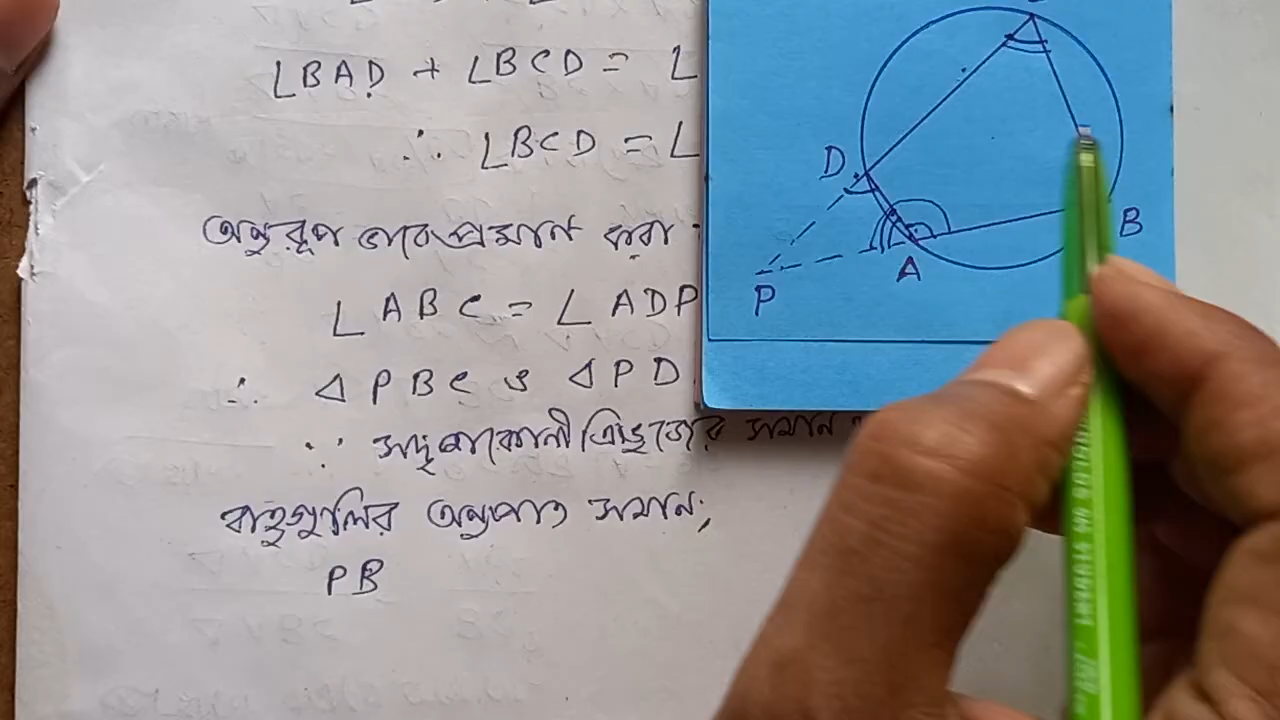 ∠BAD + ∠BCD = ∠
∴ ∠BCD = ∠
অনুরূপ ভাবে প্রমান করা
∠ABC = ∠ADP
∴ △PBC ও △PD
∵ সদৃশকোনী ত্রিভুজের সমান
বাহুগুলির অনুপাত সমান;
PB
D
B
A
P